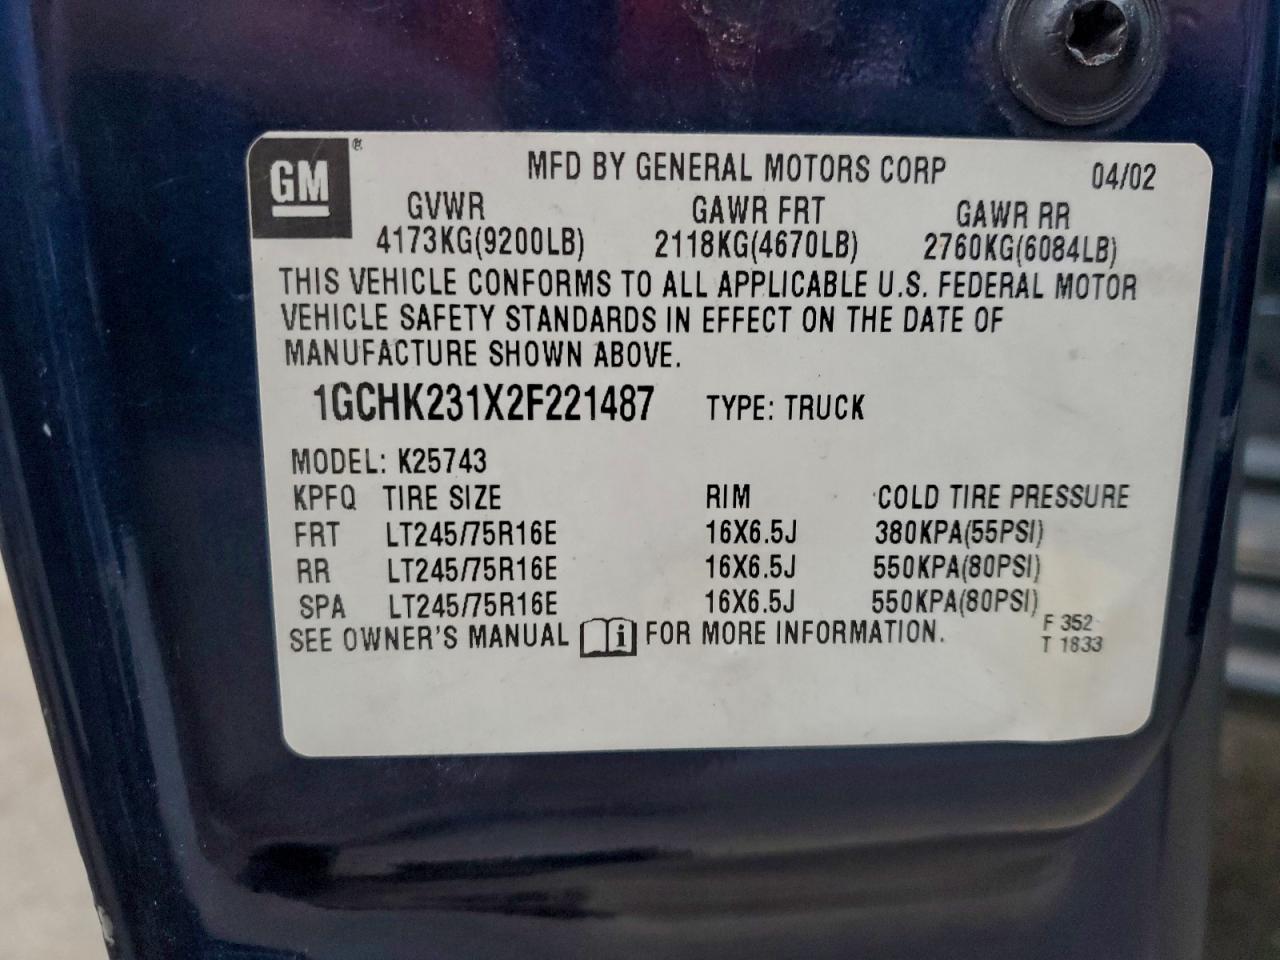 GM®
MFD BY GENERAL MOTORS CORP 04/02
GVWR GAWR FRT GAWR RR
4173KG(9200LB) 2118KG(4670LB) 2760KG(6084LB)
THIS VEHICLE CONFORMS TO ALL APPLICABLE U.S. FEDERAL MOTOR
VEHICLE SAFETY STANDARDS IN EFFECT ON THE DATE OF
MANUFACTURE SHOWN ABOVE.
1GCHK231X2F221487 TYPE: TRUCK
MODEL: K25743
KPFQ TIRE SIZE RIM COLD TIRE PRESSURE
FRT LT245/75R16E 16X6.5J 380KPA(55PSI)
RR LT245/75R16E 16X6.5J 550KPA(80PSI)
SPA LT245/75R16E 16X6.5J 550KPA(80PSI)
SEE OWNER'S MANUAL i FOR MORE INFORMATION.
F 352
T 1833